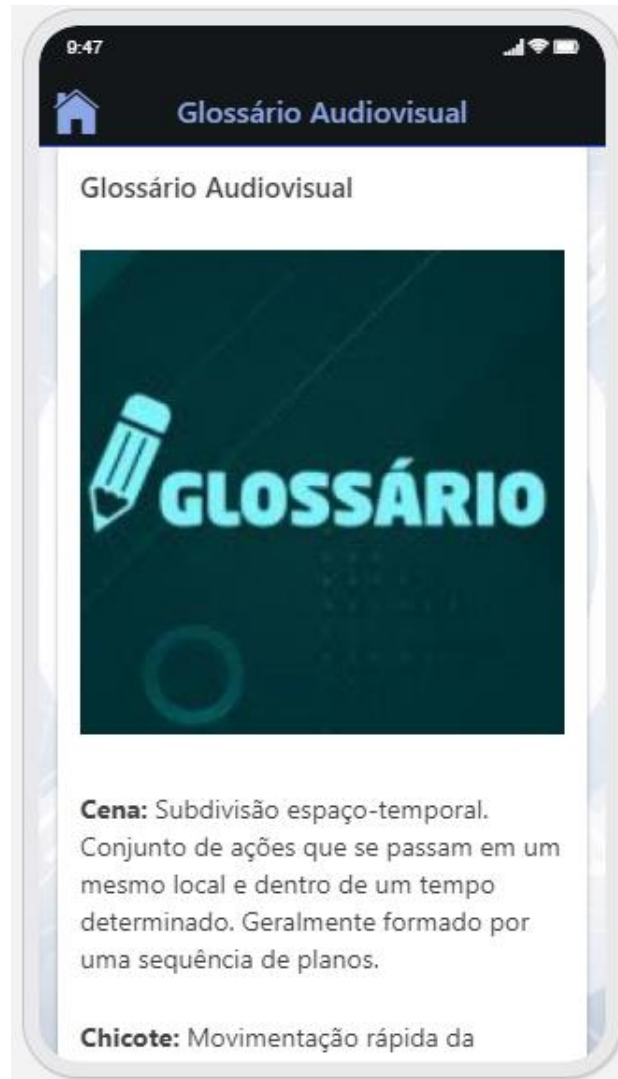 9:47
Glossário Audiovisual
Glossário Audiovisual
GLOSSÁRIO
Cena: Subdivisão espaço-temporal.
Conjunto de ações que se passam em um
mesmo local e dentro de um tempo
determinado. Geralmente formado por
uma sequência de planos.
Chicote: Movimentação rápida da